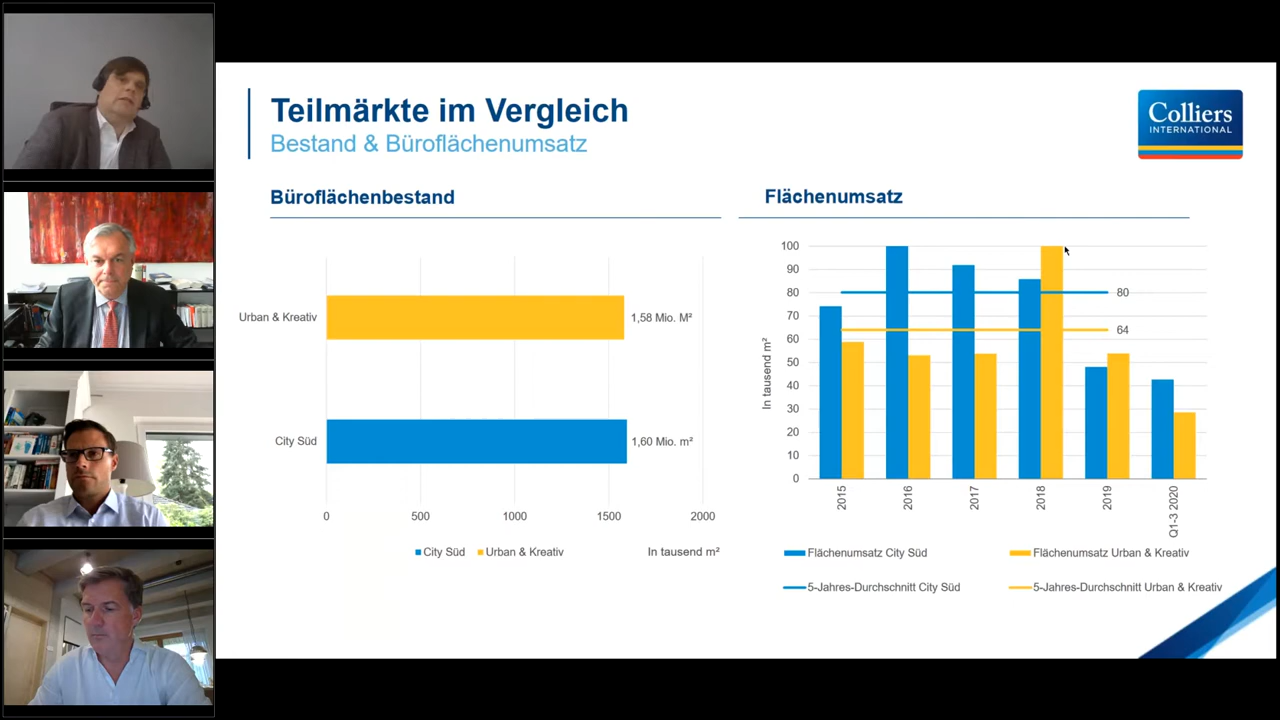 Teilmärkte im Vergleich
Bestand & Büroflächenumsatz
Colliers
INTERNATIONAL
Büroflächenbestand
Urban & Kreativ
1,58 Mio. M²
City Süd
1,60 Mio. m²
0 500 1000 1500 2000
City Süd Urban & Kreativ In tausend m²
Flächenumsatz
In tausend m²
100
90
80
70
60
50
40
30
20
10
0
80
64
2015 2016 2017 2018 2019 Q1-3 2020
Flächenumsatz City Süd Flächenumsatz Urban & Kreativ
5-Jahres-Durchschnitt City Süd 5-Jahres-Durchschnitt Urban & Kreativ